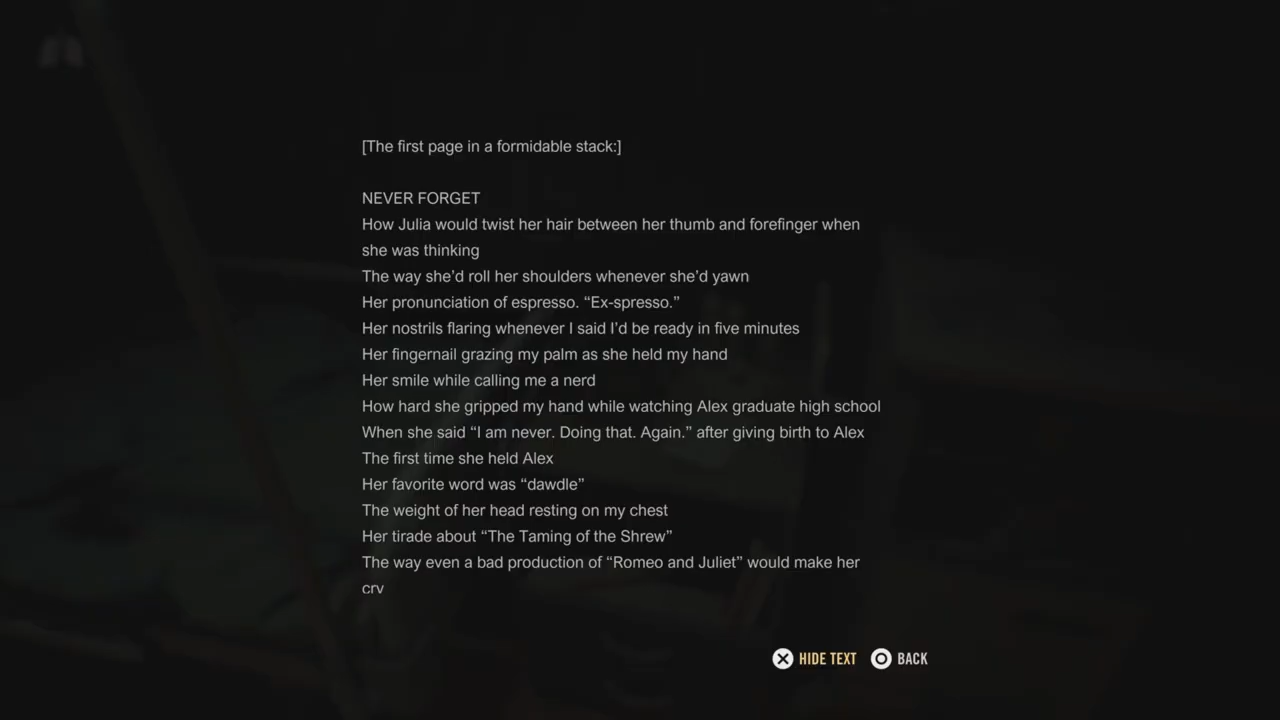 [The first page in a formidable stack:]
NEVER FORGET
How Julia would twist her hair between her thumb and forefinger when
she was thinking
The way she’d roll her shoulders whenever she’d yawn
Her pronunciation of espresso. “Ex-spresso.”
Her nostrils flaring whenever I said I’d be ready in five minutes
Her fingernail grazing my palm as she held my hand
Her smile while calling me a nerd
How hard she gripped my hand while watching Alex graduate high school
When she said “I am never. Doing that. Again.” after giving birth to Alex
The first time she held Alex
Her favorite word was “dawdle”
The weight of her head resting on my chest
Her tirade about “The Taming of the Shrew”
The way even a bad production of “Romeo and Juliet” would make her
cry
HIDE TEXT BACK